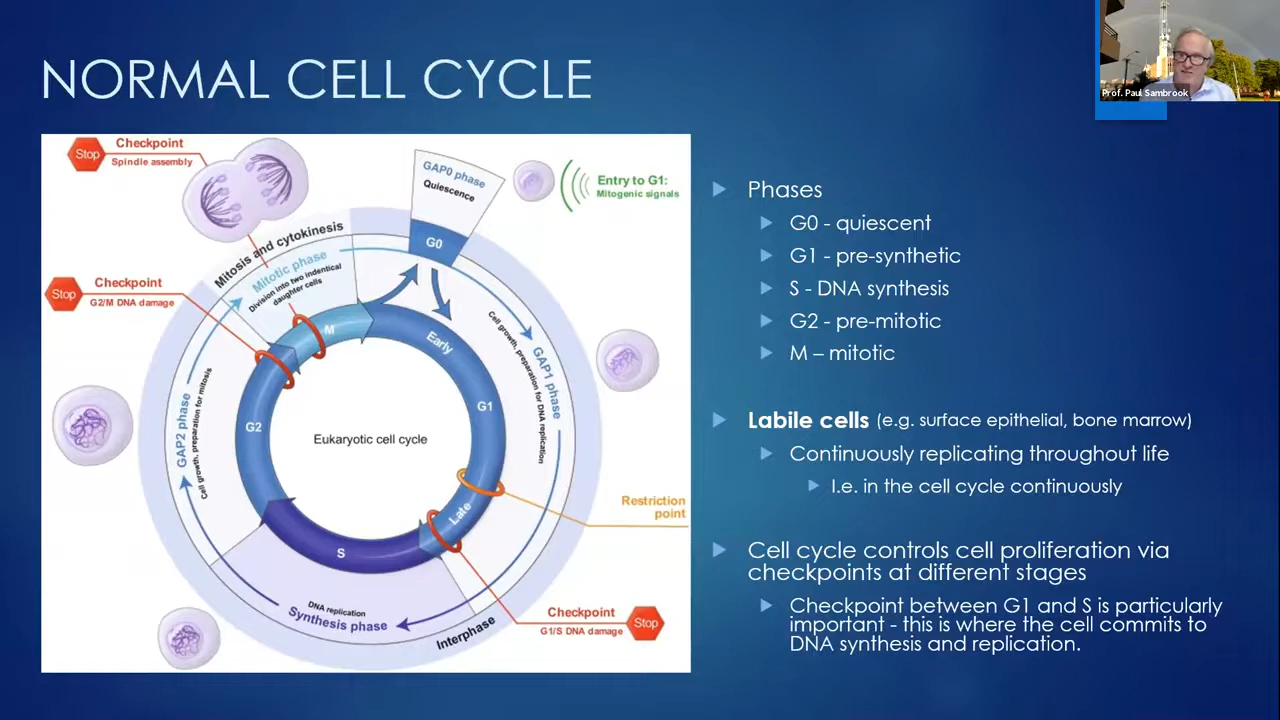 NORMAL CELL CYCLE
Prof. Paul Sambrook
Stop
Checkpoint
Spindle assembly
GAP0 phase
Quiescence
Entry to G1:
Mitogenic signals
G0
Mitosis and cytokinesis
Mitotic phase
Division into two indentical
daughter cells
Stop
Checkpoint
G2/M DNA damage
M
Early
G1
GAP1 phase
Cell growth, preparation for DNA replication
GAP2 phase
Cell growth, preparation for mitosis
G2
Eukaryotic cell cycle
Restriction
point
Late
S
DNA replication
Synthesis phase
Interphase
Checkpoint
G1/S DNA damage
Stop
Phases
G0 - quiescent
G1 - pre-synthetic
S - DNA synthesis
G2 - pre-mitotic
M – mitotic
Labile cells (e.g. surface epithelial, bone marrow)
Continuously replicating throughout life
I.e. in the cell cycle continuously
Cell cycle controls cell proliferation via
checkpoints at different stages
Checkpoint between G1 and S is particularly
important - this is where the cell commits to
DNA synthesis and replication.